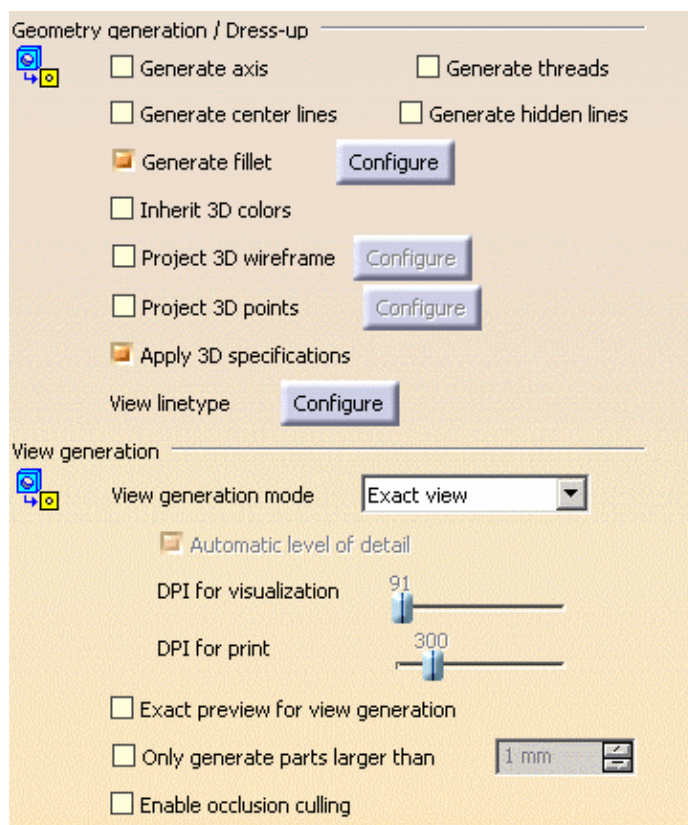 Geometry generation / Dress-up
Generate axis Generate threads
Generate center lines Generate hidden lines
Generate fillet Configure
Inherit 3D colors
Project 3D wireframe Configure
Project 3D points Configure
Apply 3D specifications
View linetype Configure
View generation
View generation mode Exact view
Automatic level of detail
DPI for visualization 91
DPI for print 300
Exact preview for view generation
Only generate parts larger than 1 mm
Enable occlusion culling